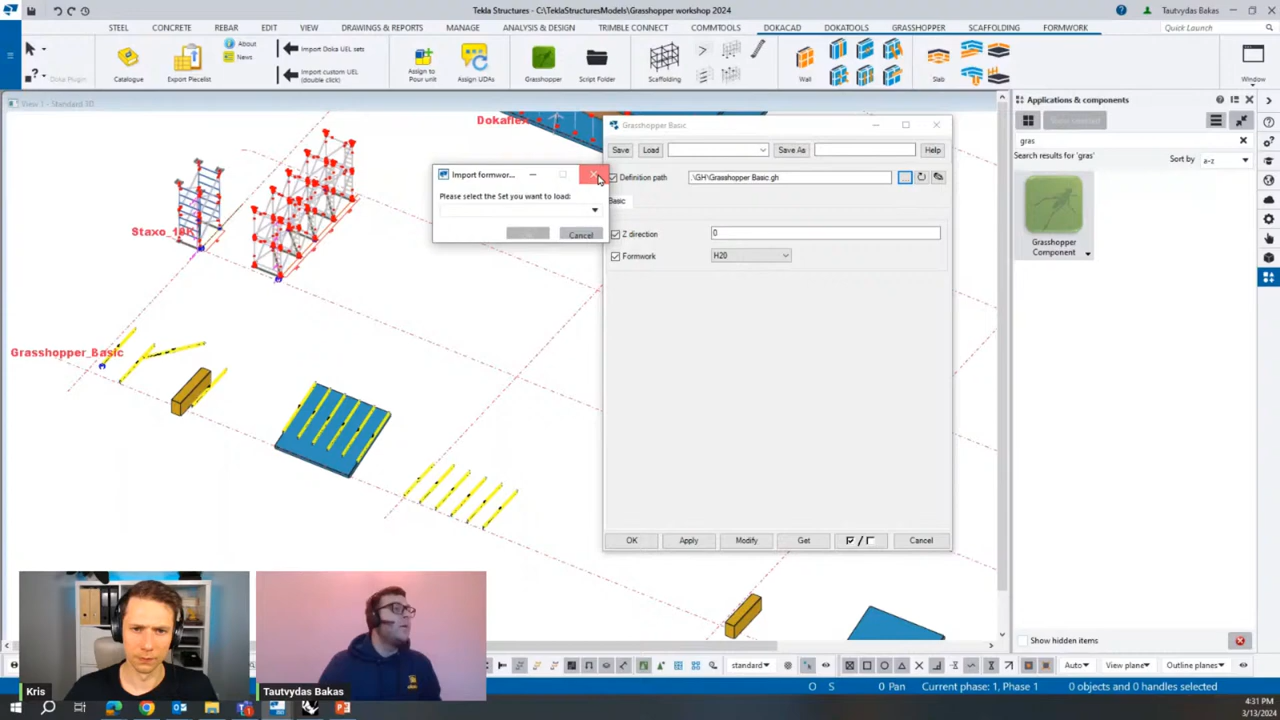 Tekla Structures - C:\TeklaStructuresModels\Grasshopper workshop 2024
Tautvydas Bakas
STEEL CONCRETE REBAR EDIT VIEW DRAWINGS & REPORTS MANAGE ANALYSIS & DESIGN TRIMBLE CONNECT COMMTOOLS DOKACAD DOKATOOLS GRASSHOPPER SCAFFOLDING FORMWORK Quick Launch
Doka Plugin
Catalogue
Export Piecelist
About
News
Import Doka UEL sets
Import custom UEL
(double click)
Assign to
Pour unit
Assign UDAs
Grasshopper
Script Folder
Scaffolding
Wall
Slab
Window
View 1 - Standard 3D
Dokaflex
Staxo_100
Grasshopper_Basic
Import formwor...
Please select the Set you want to load:
Cancel
Grasshopper Basic
Save Load Save As Help
Definition path .\GH\Grasshopper Basic.gh ...
Basic
Z direction 0
Formwork H20
OK Apply Modify Get / Cancel
Applications & components
gras
Search results for 'gras' Sort by a-z
Grasshopper
Component
Show hidden items
Kris
Tautvydas Bakas
standard Auto View plane Outline planes
O S 0 Pan Current phase: 1, Phase 1 0 objects and 0 handles selected
4:31 PM
3/13/2024